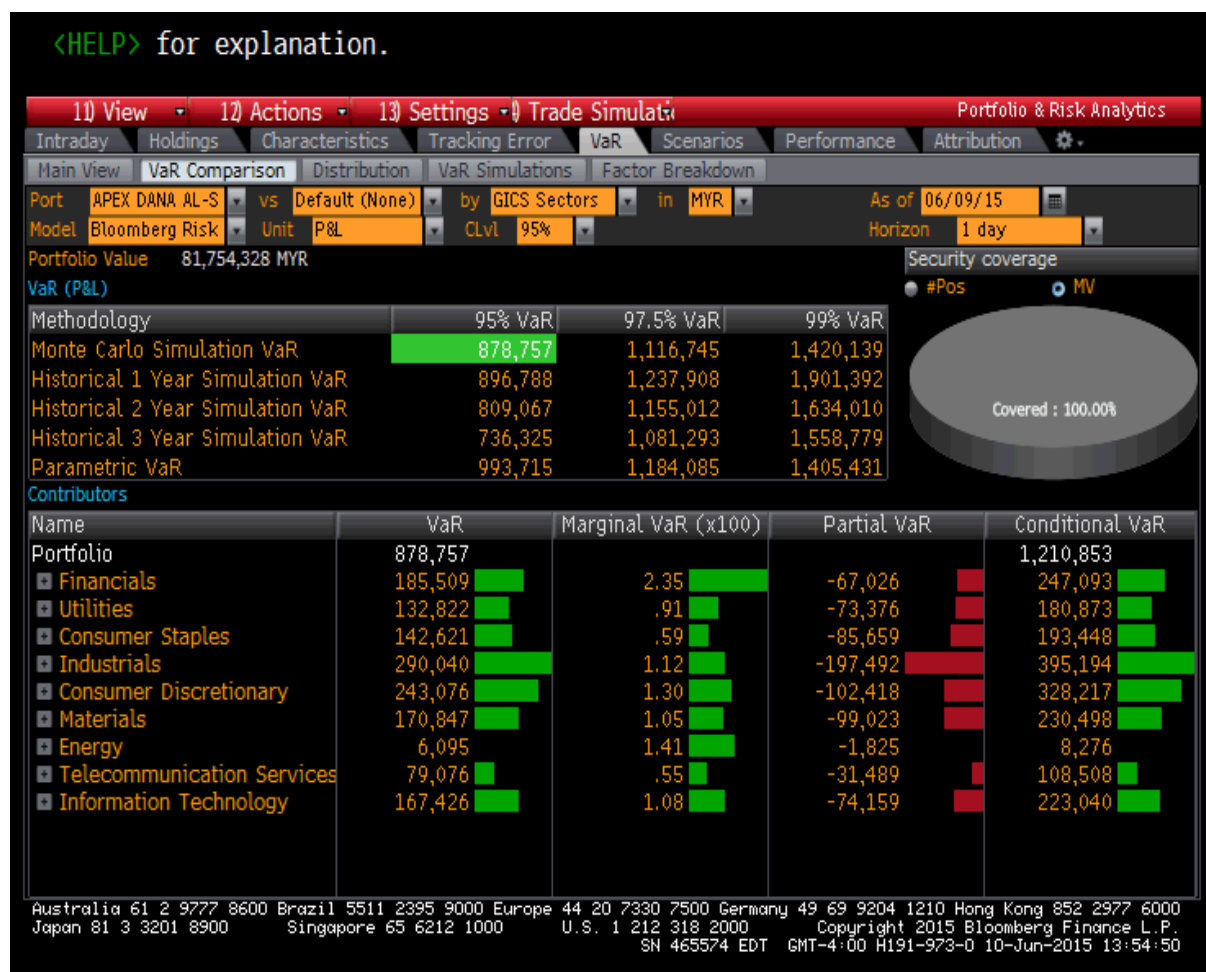 <HELP> for explanation.
11) View 12) Actions 13) Settings Trade Simulati Portfolio & Risk Analytics
Intraday Holdings Characteristics Tracking Error VaR Scenarios Performance Attribution
Main View VaR Comparison Distribution VaR Simulations Factor Breakdown
Port APEX DANA AL-S vs Default (None) by GICS Sectors in MYR As of 06/09/15
Model Bloomberg Risk Unit P&L CLvl 95% Horizon 1 day
Portfolio Value 81,754,328 MYR Security coverage
VaR (P&L) #Pos MV
Methodology 95% VaR 97.5% VaR 99% VaR
Monte Carlo Simulation VaR 878,757 1,116,745 1,420,139
Historical 1 Year Simulation VaR 896,788 1,237,908 1,901,392
Historical 2 Year Simulation VaR 809,067 1,155,012 1,634,010
Covered : 100.00%
Historical 3 Year Simulation VaR 736,325 1,081,293 1,558,779
Parametric VaR 993,715 1,184,085 1,405,431
Contributors
Name VaR Marginal VaR (x100) Partial VaR Conditional VaR
Portfolio 878,757 1,210,853
Financials 185,509 2.35 -67,026 247,093
Utilities 132,822 .91 -73,376 180,873
Consumer Staples 142,621 .59 -85,659 193,448
Industrials 290,040 1.12 -197,492 395,194
Consumer Discretionary 243,076 1.30 -102,418 328,217
Materials 170,847 1.05 -99,023 230,498
Energy 6,095 1.41 -1,825 8,276
Telecommunication Services 79,076 .55 -31,489 108,508
Information Technology 167,426 1.08 -74,159 223,040
Australia 61 2 9777 8600 Brazil 5511 2395 9000 Europe 44 20 7330 7500 Germany 49 69 9204 1210 Hong Kong 852 2977 6000
Japan 81 3 3201 8900 Singapore 65 6212 1000 U.S. 1 212 318 2000 Copyright 2015 Bloomberg Finance L.P.
SN 465574 EDT GMT-4:00 H191-973-0 10-Jun-2015 13:54:50